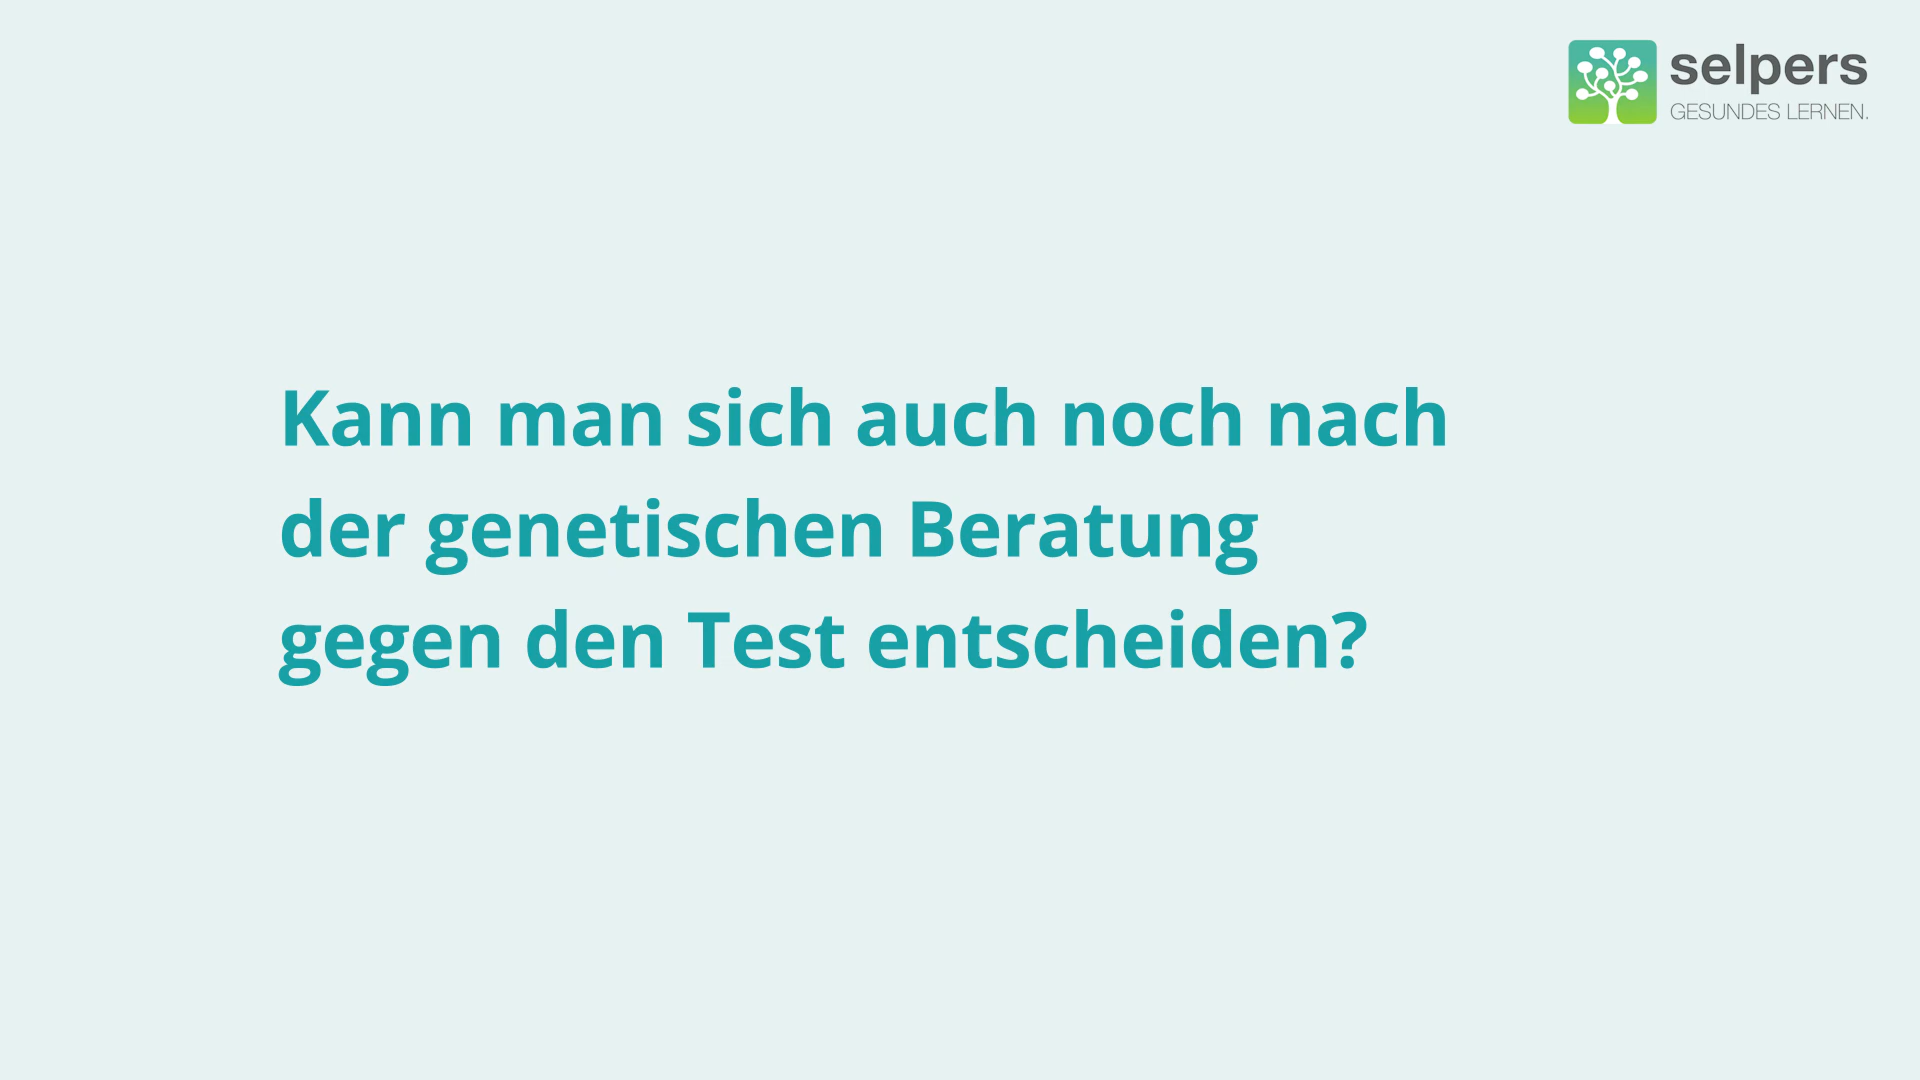 selpers
GESUNDES LERNEN.
Kann man sich auch noch nach
der genetischen Beratung
gegen den Test entscheiden?